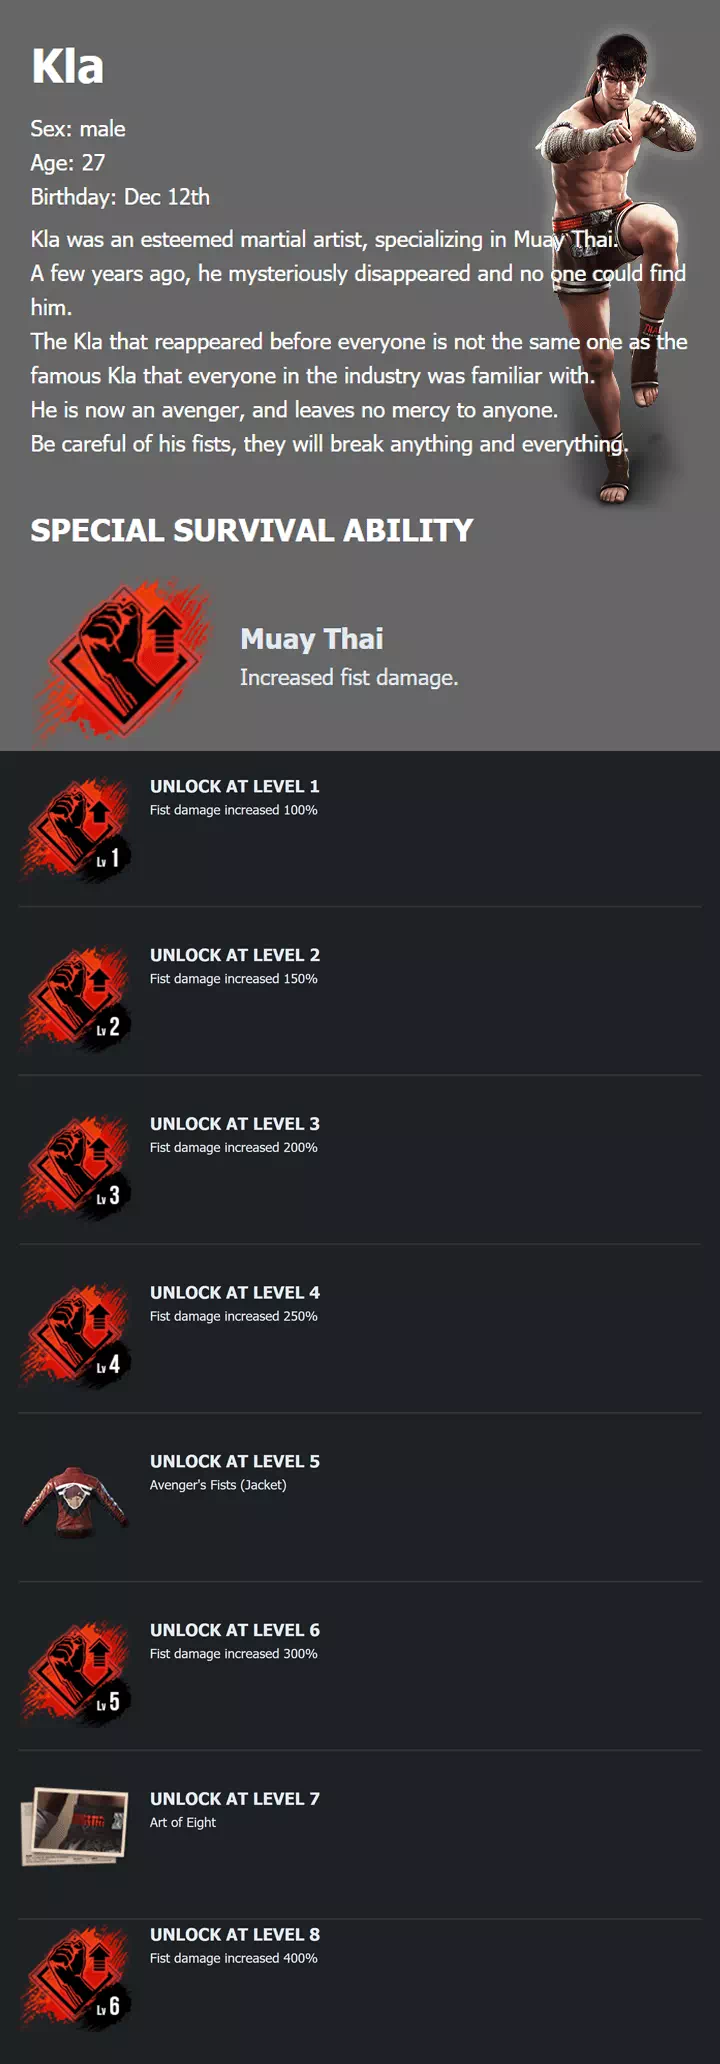 Kla
Sex: male
Age: 27
Birthday: Dec 12th
Kla was an esteemed martial artist, specializing in Muay Thai.
A few years ago, he mysteriously disappeared and no one could find
him.
The Kla that reappeared before everyone is not the same one as the
famous Kla that everyone in the industry was familiar with.
He is now an avenger, and leaves no mercy to anyone.
Be careful of his fists, they will break anything and everything.
THAI
SPECIAL SURVIVAL ABILITY
Muay Thai
Increased fist damage.
UNLOCK AT LEVEL 1
Fist damage increased 100%
Lv 1
UNLOCK AT LEVEL 2
Fist damage increased 150%
Lv 2
UNLOCK AT LEVEL 3
Fist damage increased 200%
Lv 3
UNLOCK AT LEVEL 4
Fist damage increased 250%
Lv 4
UNLOCK AT LEVEL 5
Avenger's Fists (Jacket)
UNLOCK AT LEVEL 6
Fist damage increased 300%
Lv 5
UNLOCK AT LEVEL 7
Art of Eight
UNLOCK AT LEVEL 8
Fist damage increased 400%
Lv 6